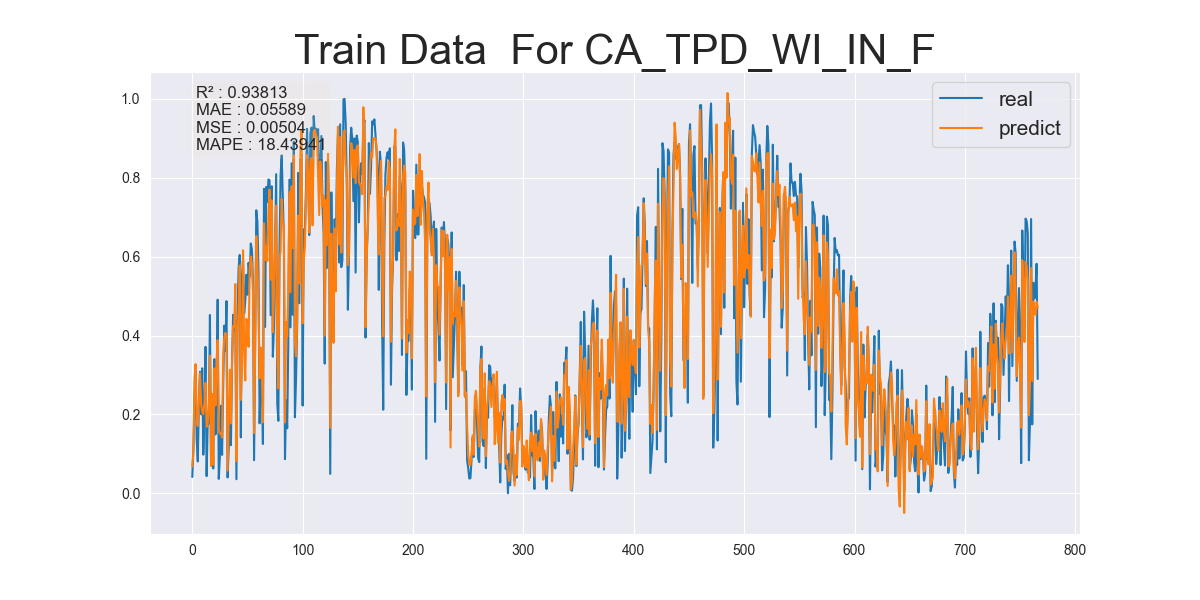 Train Data  For CA_TPD_WI_IN_F
R² : 0.93813
MAE : 0.05589
MSE : 0.00504
MAPE : 18.43941
real
predict
1.0
0.8
0.6
0.4
0.2
0.0
0 100 200 300 400 500 600 700 800